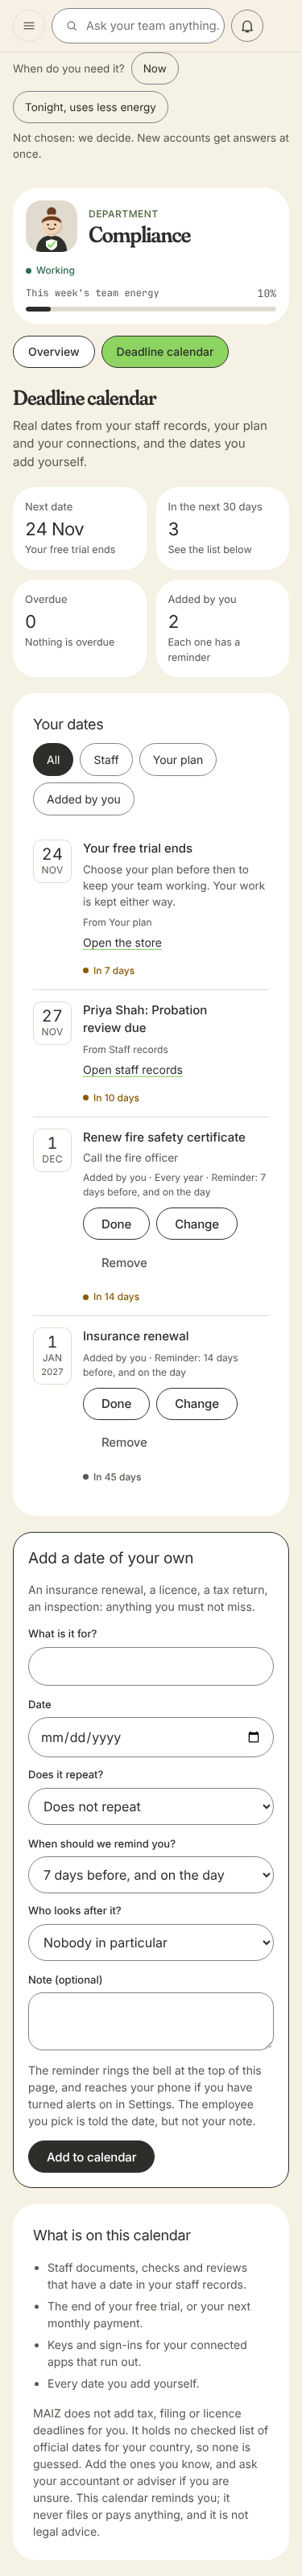 Ask your team anything.
When do you need it? Now
Tonight, uses less energy
Not chosen: we decide. New accounts get answers at
once.
DEPARTMENT
Compliance
Working
This week's team energy 10%
Overview Deadline calendar
Deadline calendar
Real dates from your staff records, your plan
and your connections, and the dates you
add yourself.
Next date
24 Nov
Your free trial ends
In the next 30 days
3
See the list below
Overdue
0
Nothing is overdue
Added by you
2
Each one has a
reminder
Your dates
All Staff Your plan
Added by you
24
NOV
Your free trial ends
Choose your plan before then to
keep your team working. Your work
is kept either way.
From Your plan
Open the store
In 7 days
27
NOV
Priya Shah: Probation
review due
From Staff records
Open staff records
In 10 days
1
DEC
Renew fire safety certificate
Call the fire officer
Added by you · Every year · Reminder: 7
days before, and on the day
Done Change
Remove
In 14 days
1
JAN
2027
Insurance renewal
Added by you · Reminder: 14 days
before, and on the day
Done Change
Remove
In 45 days
Add a date of your own
An insurance renewal, a licence, a tax return,
an inspection: anything you must not miss.
What is it for?
Date
mm/dd/yyyy
Does it repeat?
Does not repeat
When should we remind you?
7 days before, and on the day
Who looks after it?
Nobody in particular
Note (optional)
The reminder rings the bell at the top of this
page, and reaches your phone if you have
turned alerts on in Settings. The employee
you pick is told the date, but not your note.
Add to calendar
What is on this calendar
• Staff documents, checks and reviews
that have a date in your staff records.
• The end of your free trial, or your next
monthly payment.
• Keys and sign-ins for your connected
apps that run out.
• Every date you add yourself.
MAIZ does not add tax, filing or licence
deadlines for you. It holds no checked list of
official dates for your country, so none is
guessed. Add the ones you know, and ask
your accountant or adviser if you are
unsure. This calendar reminds you; it
never files or pays anything, and it is not
legal advice.